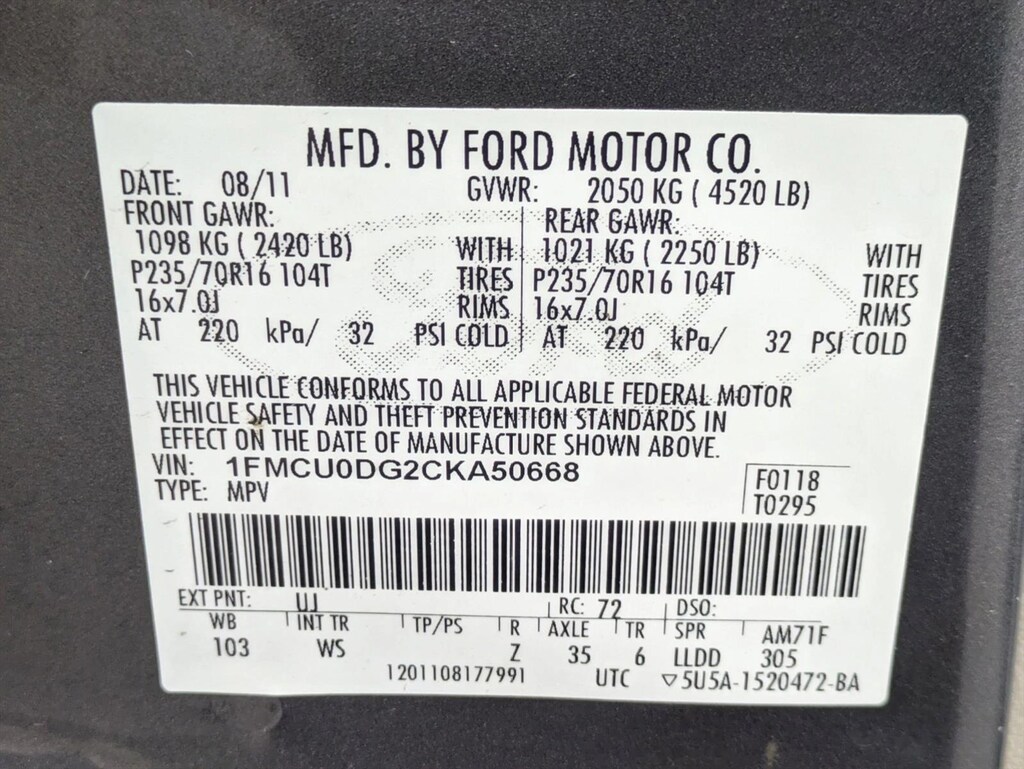 MFD. BY FORD MOTOR CO.
DATE: 08/11 GVWR: 2050 KG ( 4520 LB)
FRONT GAWR: REAR GAWR:
1098 KG ( 2420 LB) WITH 1021 KG ( 2250 LB) WITH
P235/70R16 104T TIRES P235/70R16 104T TIRES
16x7.0J RIMS 16x7.0J RIMS
AT 220 kPa/ 32 PSI COLD AT 220 kPa/ 32 PSI COLD
THIS VEHICLE CONFORMS TO ALL APPLICABLE FEDERAL MOTOR
VEHICLE SAFETY AND THEFT PREVENTION STANDARDS IN
EFFECT ON THE DATE OF MANUFACTURE SHOWN ABOVE.
VIN: 1FMCU0DG2CKA50668 F0118
TYPE: MPV T0295
EXT PNT: UJ RC: 72 DSO:
WB INT TR TP/PS R AXLE TR SPR AM71F
103 WS Z 35 6 LLDD 305
1201108177991 UTC ▽5U5A-1520472-BA